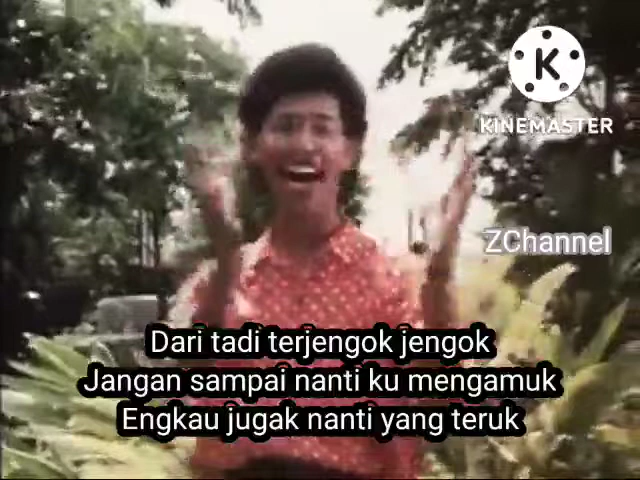 K
KINEMASTER
ZChannel
Dari tadi terjengok jengok
Jangan sampai nanti ku mengamuk
Engkau jugak nanti yang teruk